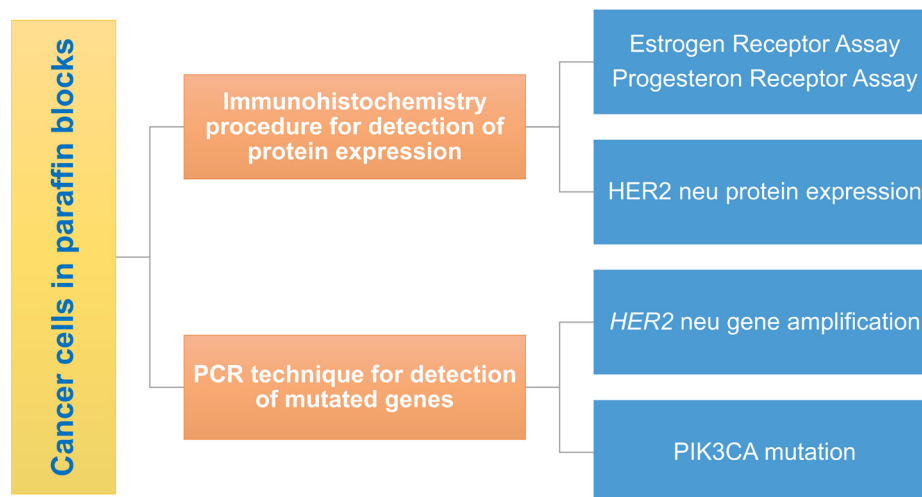 Cancer cells in paraffin blocks
Immunohistochemistry
procedure for detection of
protein expression
Estrogen Receptor Assay
Progesteron Receptor Assay
HER2 neu protein expression
PCR technique for detection
of mutated genes
HER2 neu gene amplification
PIK3CA mutation